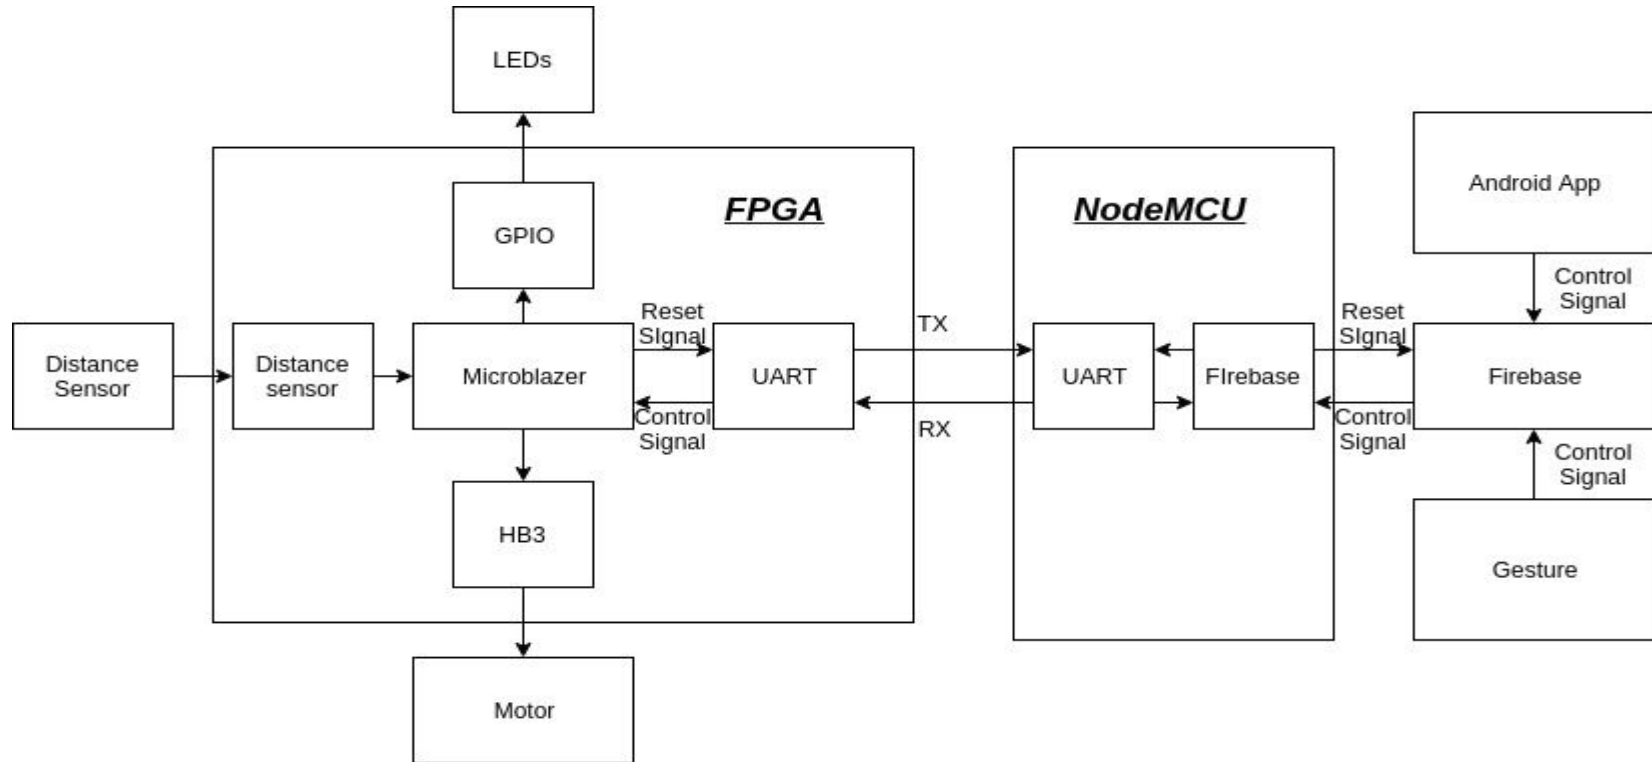 LEDs
FPGA
NodeMCU
Android App
GPIO
Control
Signal
Reset
SIgnal
TX
Reset
SIgnal
Distance
Sensor
Distance
sensor
Microblazer
UART
UART
FIrebase
Firebase
Control
Signal
RX
Control
Signal
Control
Signal
HB3
Gesture
Motor